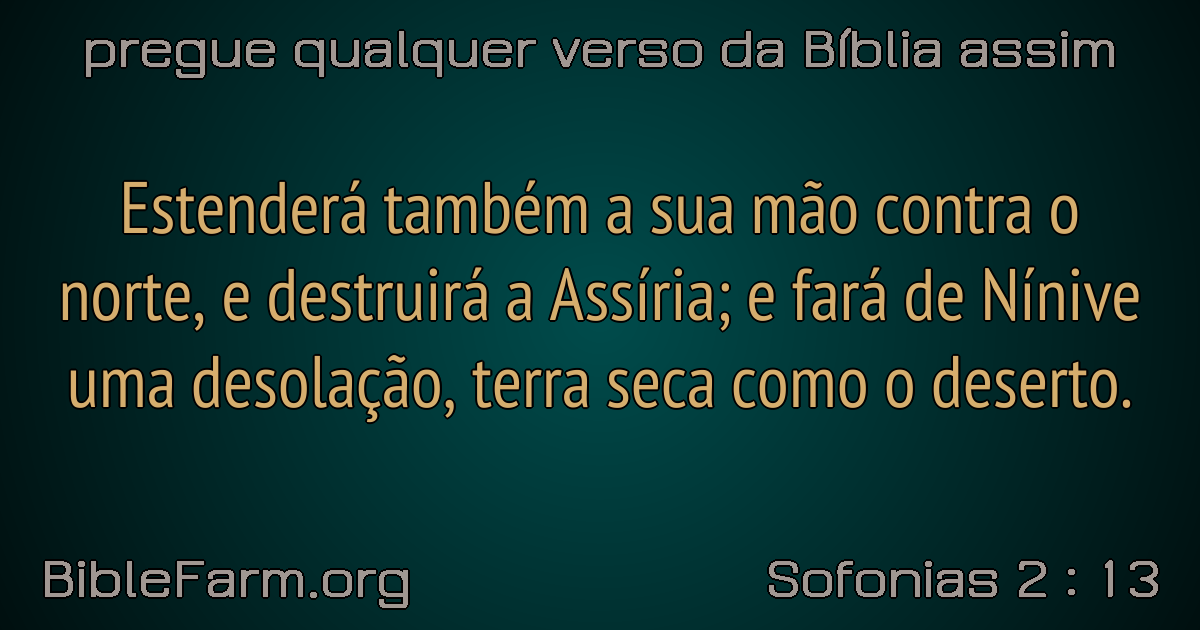 pregue qualquer verso da Bíblia assim
Estenderá também a sua mão contra o
norte, e destruirá a Assíria; e fará de Nínive
uma desolação, terra seca como o deserto.
BibleFarm.org
Sofonias 2 : 13